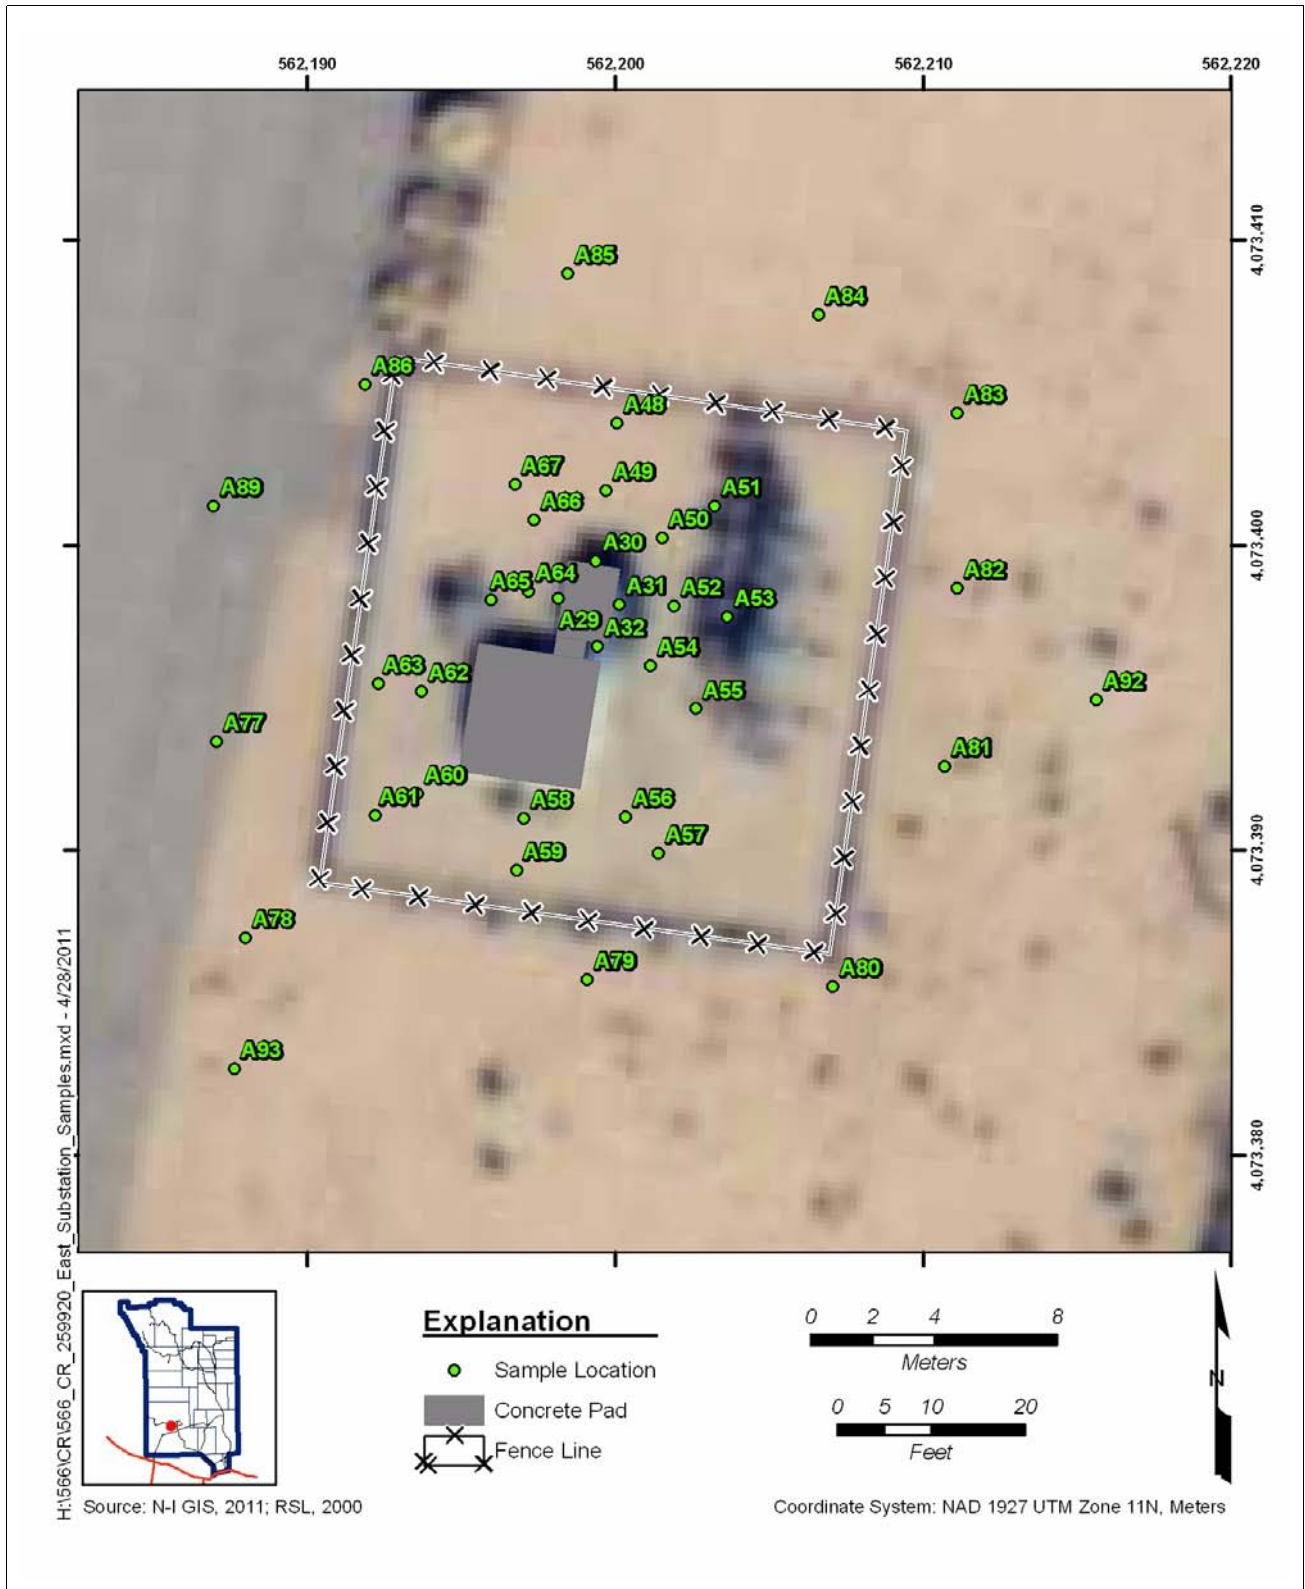 562,190 562,200 562,210 562,220
4,073,410
4,073,400
4,073,390
4,073,380
A85
A84
A86
A83
A48
A67
A49
A89
A66
A51
A50
A30
A64
A82
A65
A31
A52
A53
A29
A32
A54
A63
A62
A92
A55
A77
A81
A60
A61
A58
A56
A57
A59
A78
A79
A80
A93
H:\566\CR\566_CR_259920_East_Substation_Samples.mxd - 4/28/2011
Explanation
Sample Location
Concrete Pad
Fence Line
0 2 4 8
Meters
0 5 10 20
Feet
N
Source: N-I GIS, 2011; RSL, 2000
Coordinate System: NAD 1927 UTM Zone 11N, Meters